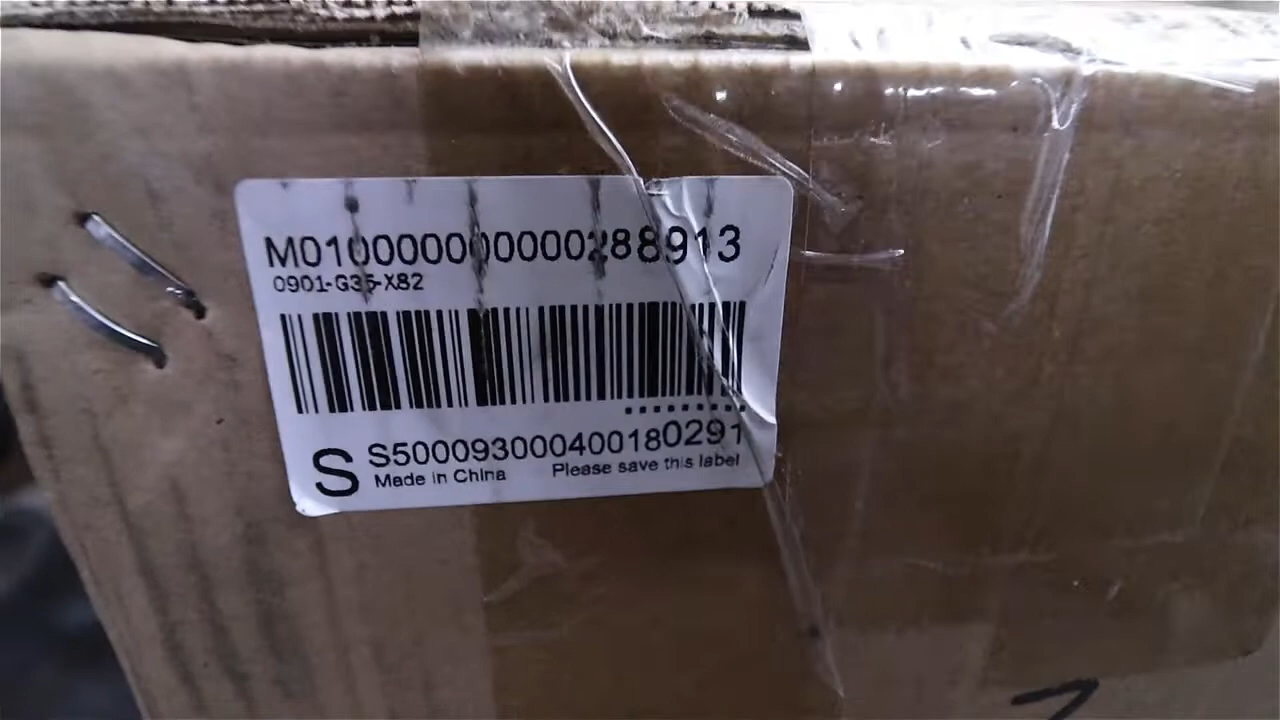 M010000000000288913
0901-G35-X82
S
S500093000400180291
Made in China Please save this label